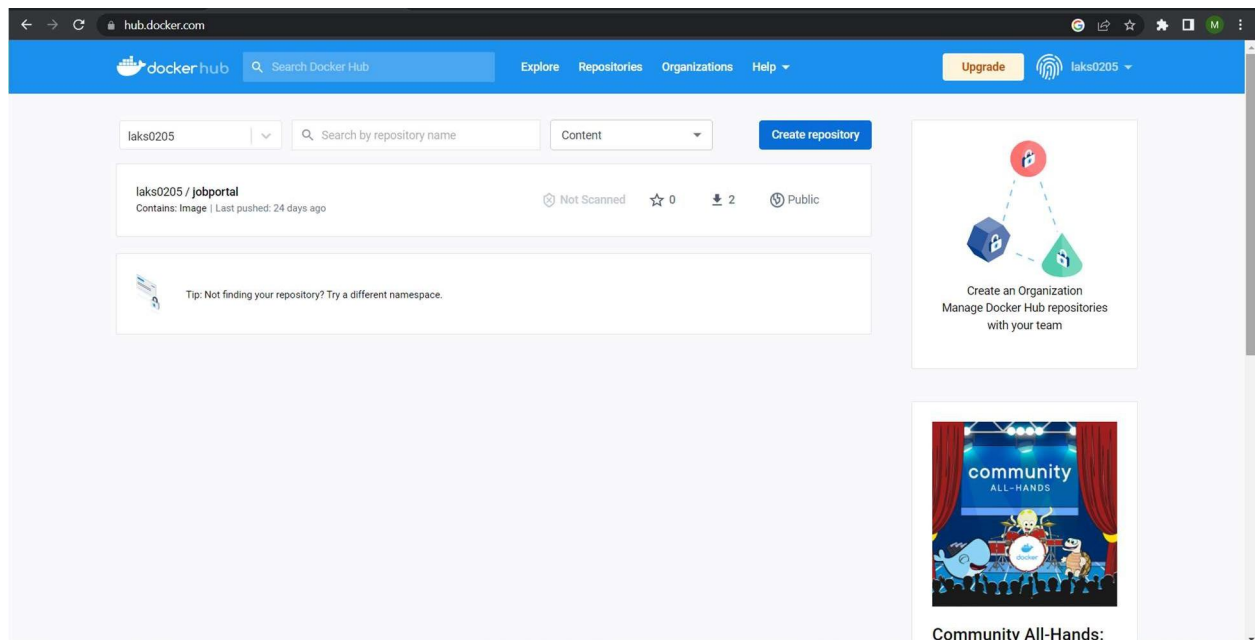 hub.docker.com
M
dockerhub
Search Docker Hub
Explore
Repositories
Organizations
Help
Upgrade
laks0205
laks0205
Search by repository name
Content
Create repository
laks0205 / jobportal
Contains: Image | Last pushed: 24 days ago
Not Scanned
0
2
Public
Tip: Not finding your repository? Try a different namespace.
Create an Organization
Manage Docker Hub repositories
with your team
community
ALL-HANDS
docker
Community All-Hands: